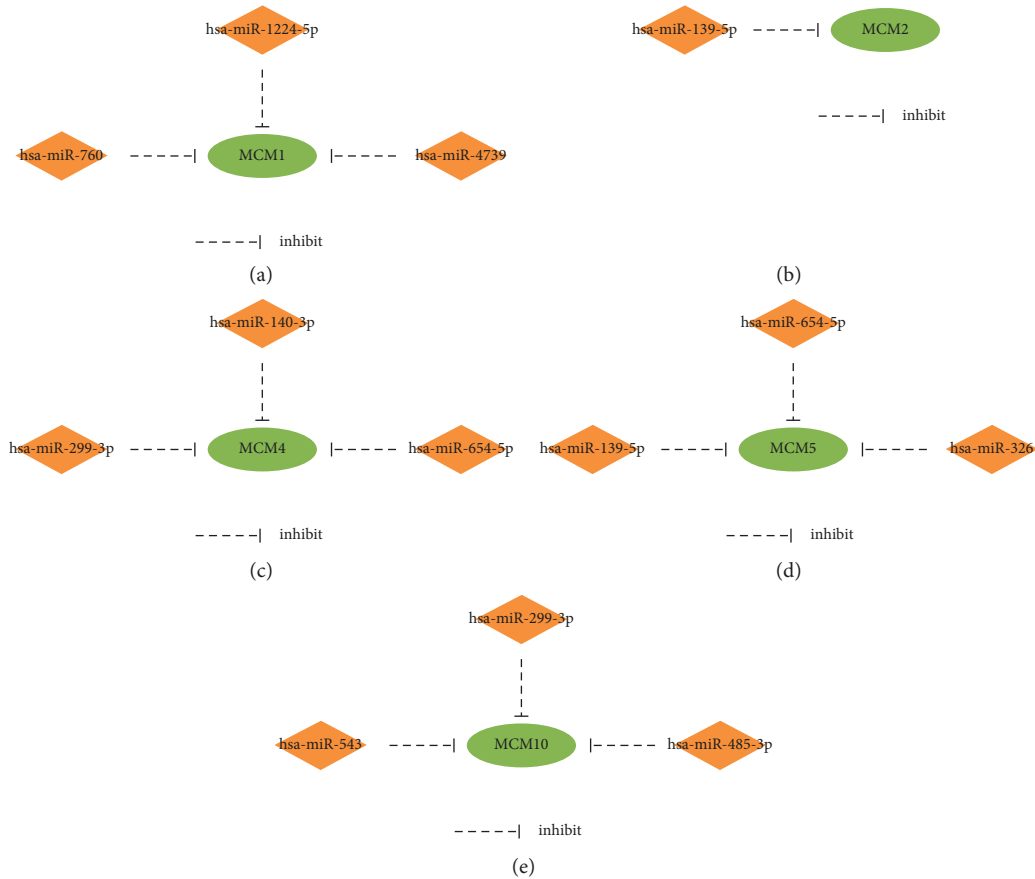 hsa-miR-1224-5p
hsa-miR-760
MCM1
hsa-miR-4739
inhibit
(a)
hsa-miR-139-5p
MCM2
inhibit
(b)
hsa-miR-140-3p
hsa-miR-299-3p
MCM4
hsa-miR-654-5p
inhibit
(c)
hsa-miR-654-5p
hsa-miR-139-5p
MCM5
hsa-miR-326
inhibit
(d)
hsa-miR-299-3p
hsa-miR-543
MCM10
hsa-miR-485-3p
inhibit
(e)